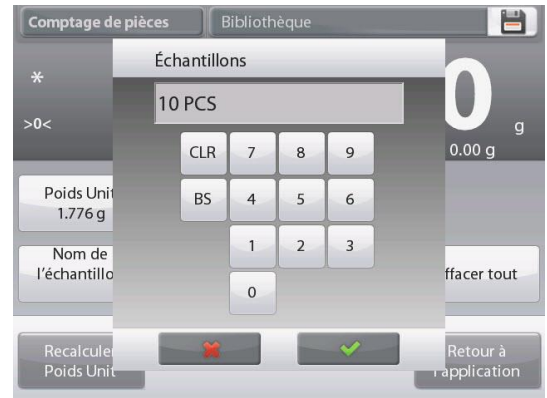 Comptage de pièces
Bibliothèque
Échantillons
*
>0<
10 PCS
0
g
0.00 g
CLR 7 8 9
BS 4 5 6
1 2 3
0
Poids Unit
1.776 g
Nom de
l'échantillo
ffacer tout
Recalculer
Poids Unit
Retour à
l'application